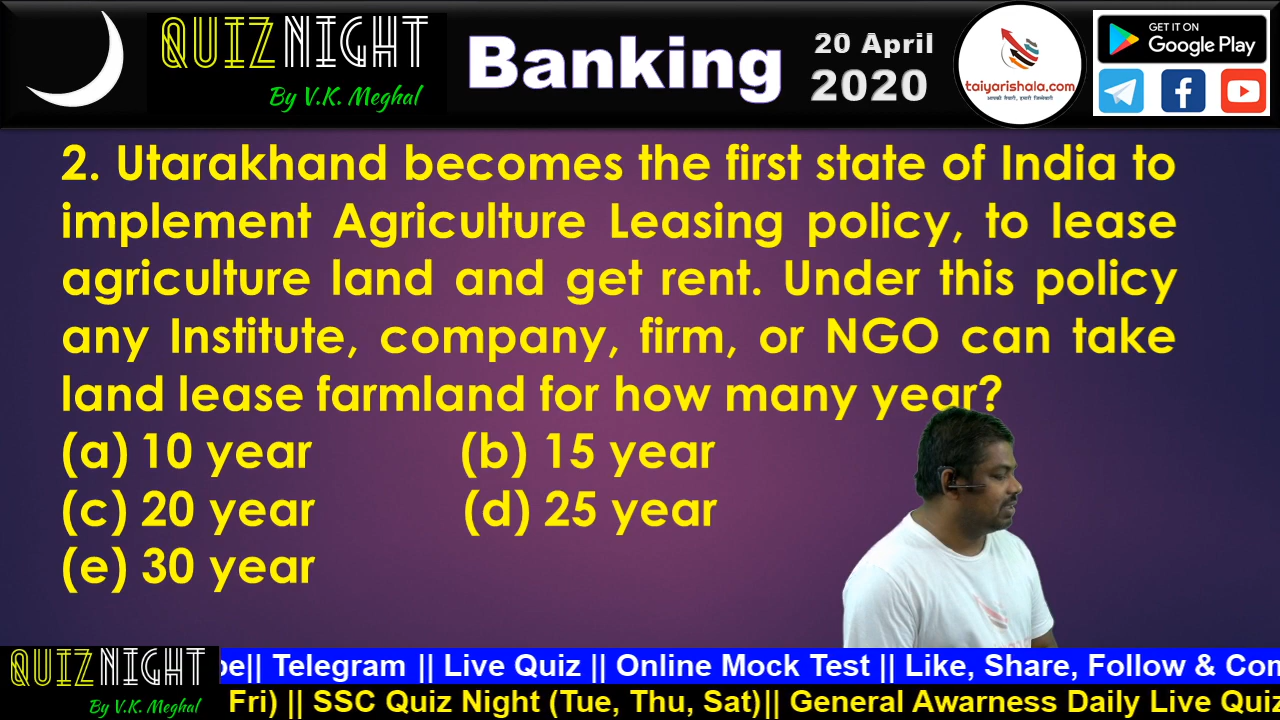 QUIZ NIGHT
By V.K. Meghal
Banking
20 April
2020
taiyarishala.com
आपकी तैयारी, हमारी जिम्मेदारी
GET IT ON
Google Play
2. Utarakhand becomes the first state of India to
implement Agriculture Leasing policy, to lease
agriculture land and get rent. Under this policy
any Institute, company, firm, or NGO can take
land lease farmland for how many year?
(a) 10 year (b) 15 year
(c) 20 year (d) 25 year
(e) 30 year
QUIZ NIGHT
By V.K. Meghal
be|| Telegram || Live Quiz || Online Mock Test || Like, Share, Follow & Com
Fri) || SSC Quiz Night (Tue, Thu, Sat)|| General Awarness Daily Live Quiz